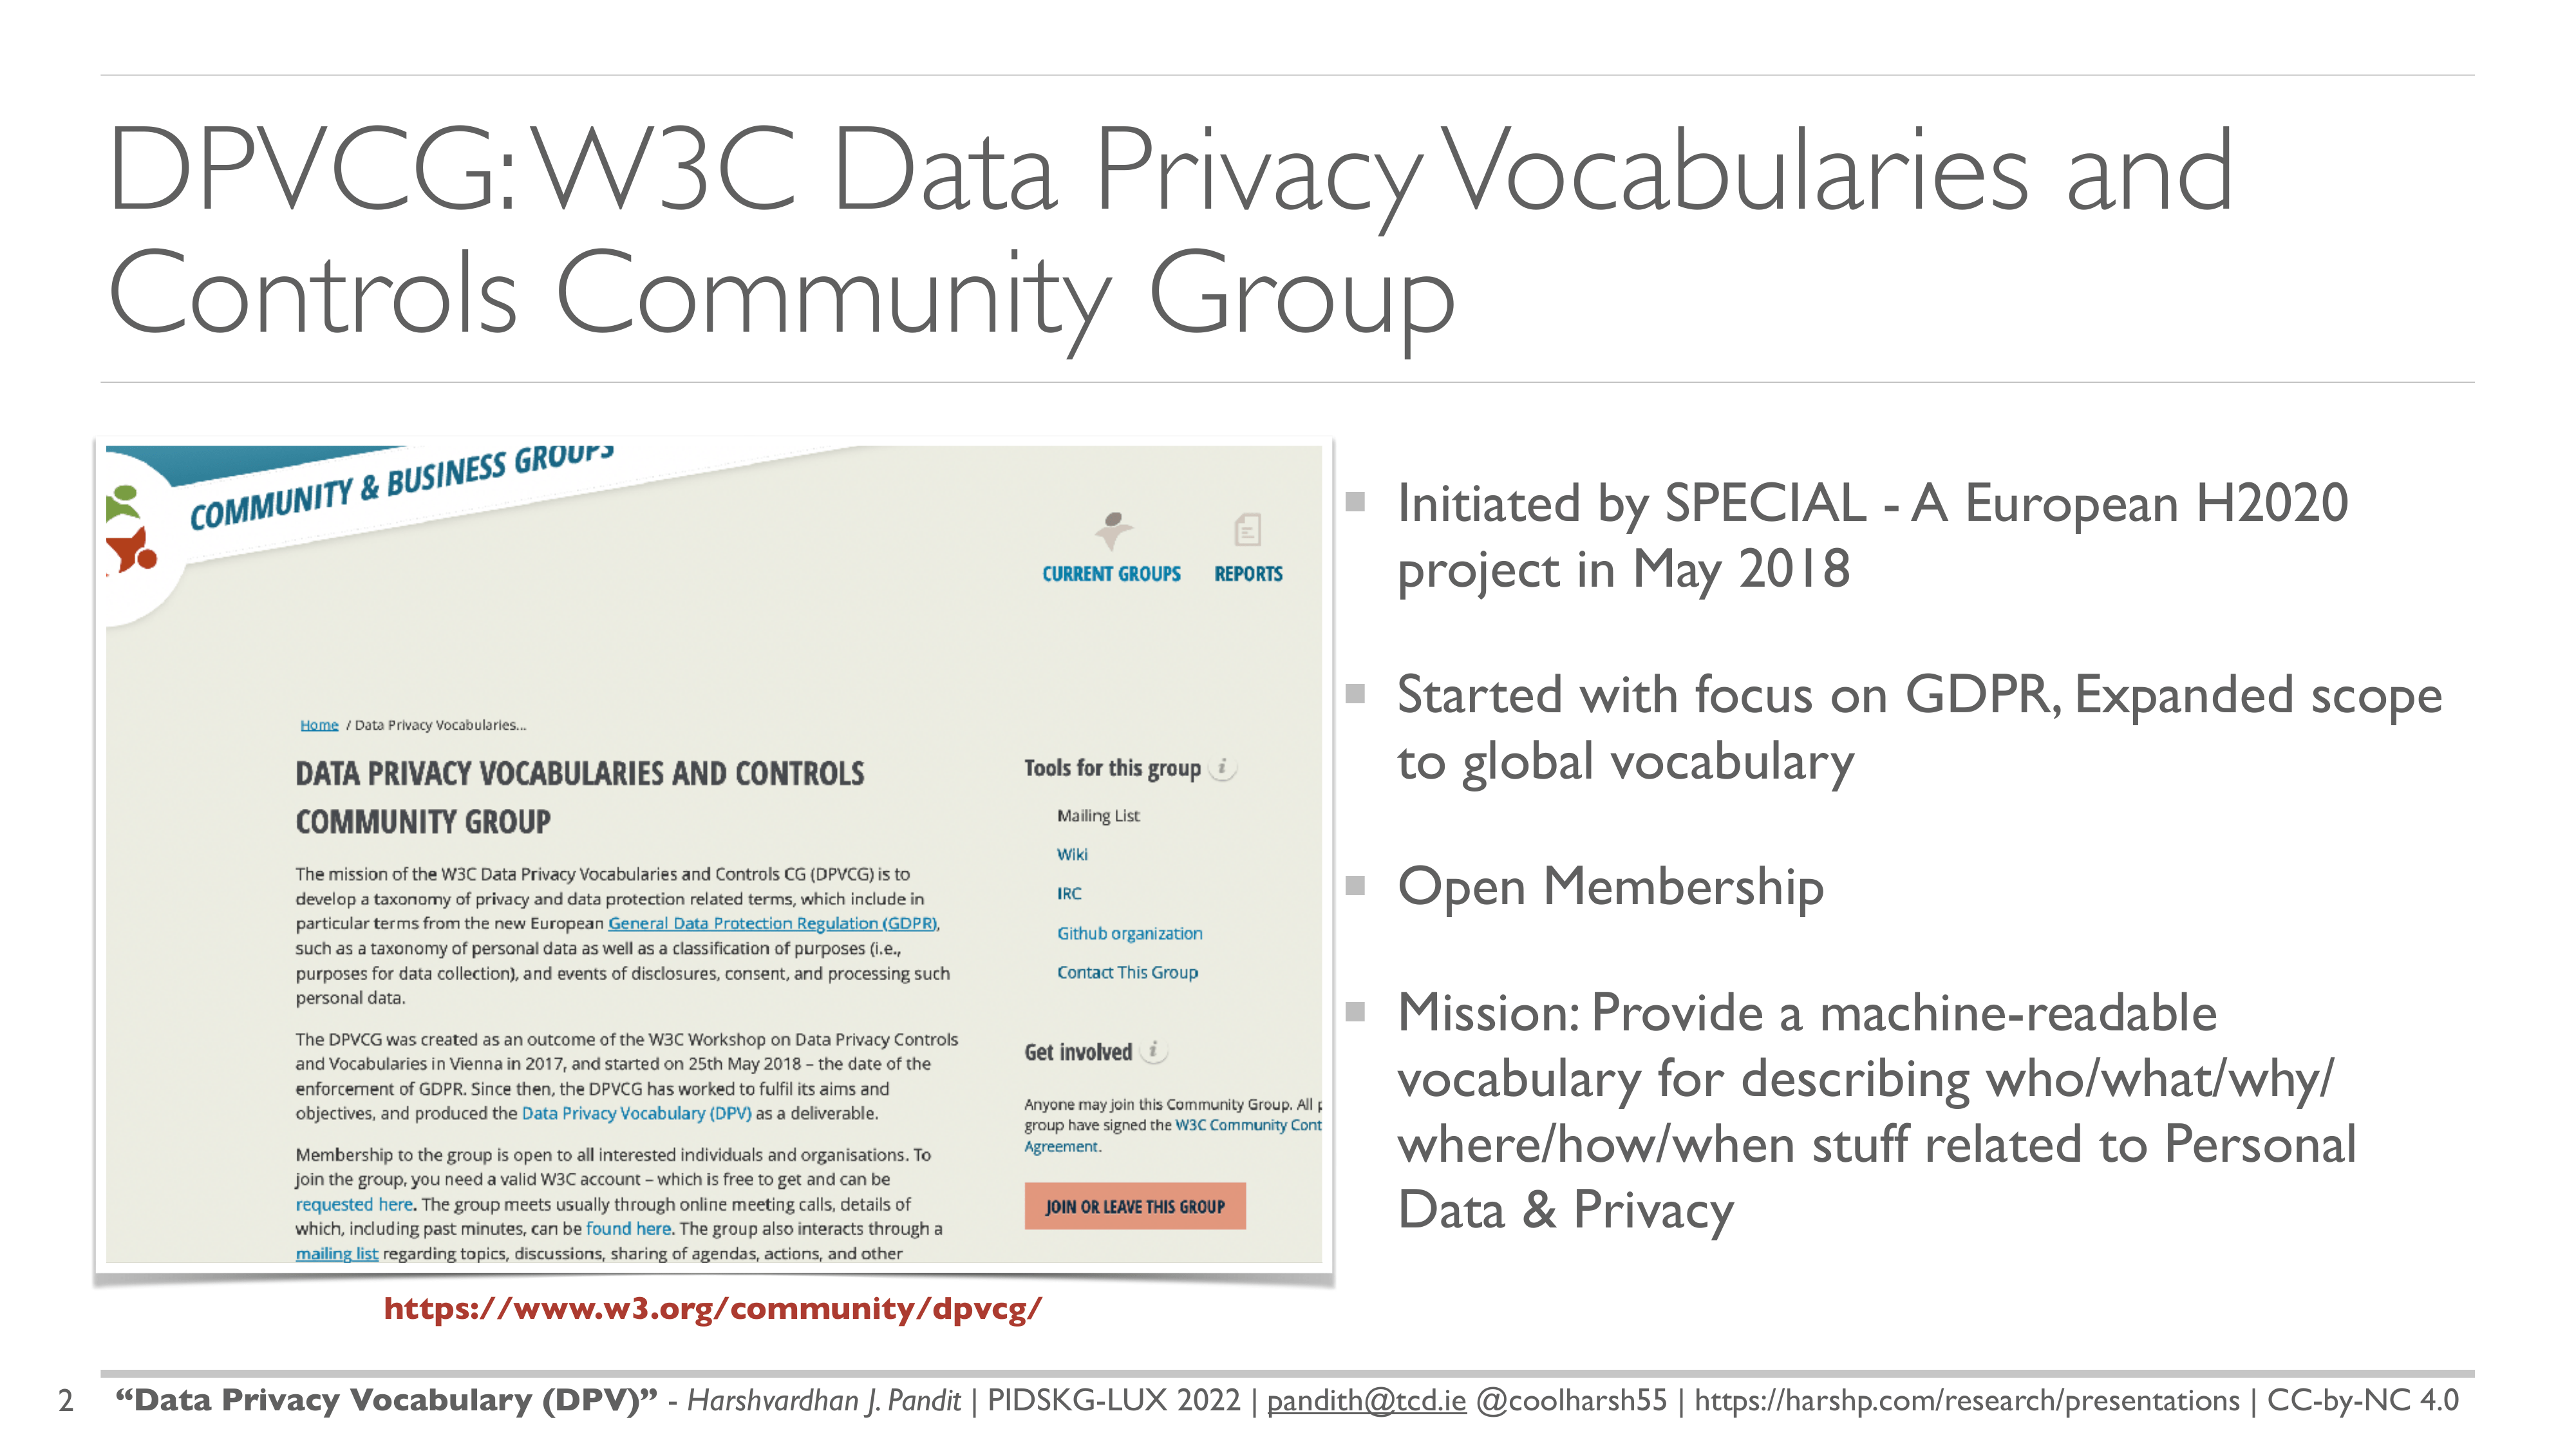 DPVCG: W3C Data Privacy Vocabularies and
Controls Community Group
COMMUNITY & BUSINESS GROUPS
CURRENT GROUPS
REPORTS
Home / Data Privacy Vocabularies...
DATA PRIVACY VOCABULARIES AND CONTROLS
COMMUNITY GROUP
The mission of the W3C Data Privacy Vocabularies and Controls CG (DPVCG) is to
develop a taxonomy of privacy and data protection related terms, which include in
particular terms from the new European General Data Protection Regulation (GDPR),
such as a taxonomy of personal data as well as a classification of purposes (i.e.,
purposes for data collection), and events of disclosures, consent, and processing such
personal data.
The DPVCG was created as an outcome of the W3C Workshop on Data Privacy Controls
and Vocabularies in Vienna in 2017, and started on 25th May 2018 – the date of the
enforcement of GDPR. Since then, the DPVCG has worked to fulfil its aims and
objectives, and produced the Data Privacy Vocabulary (DPV) as a deliverable.
Membership to the group is open to all interested individuals and organisations. To
join the group, you need a valid W3C account – which is free to get and can be
requested here. The group meets usually through online meeting calls, details of
which, including past minutes, can be found here. The group also interacts through a
mailing list regarding topics, discussions, sharing of agendas, actions, and other
Tools for this group
Mailing List
Wiki
IRC
Github organization
Contact This Group
Get involved
Anyone may join this Community Group. All p
group have signed the W3C Community Cont
Agreement.
JOIN OR LEAVE THIS GROUP
https://www.w3.org/community/dpvcg/
Initiated by SPECIAL - A European H2020
project in May 2018
Started with focus on GDPR, Expanded scope
to global vocabulary
Open Membership
Mission: Provide a machine-readable
vocabulary for describing who/what/why/
where/how/when stuff related to Personal
Data & Privacy
2 “Data Privacy Vocabulary (DPV)” - Harshvardhan J. Pandit | PIDSKG-LUX 2022 | pandith@tcd.ie @coolharsh55 | https://harshp.com/research/presentations | CC-by-NC 4.0